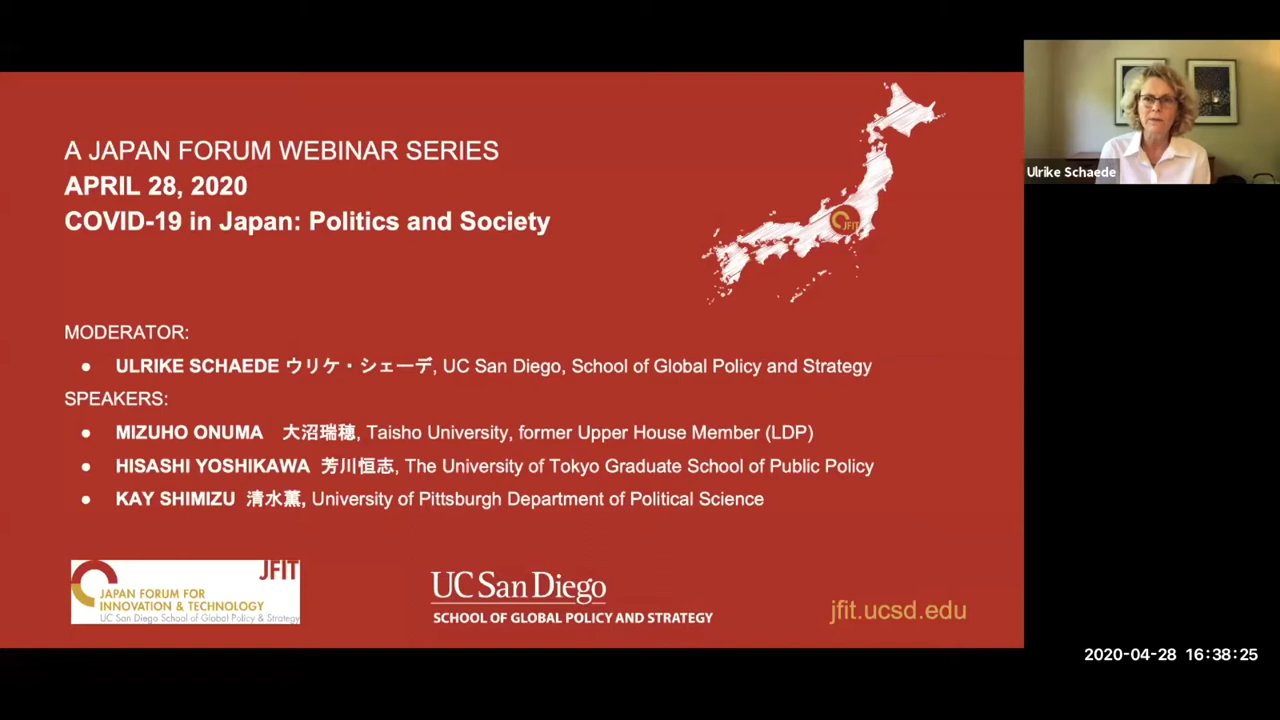 A JAPAN FORUM WEBINAR SERIES
APRIL 28, 2020
COVID-19 in Japan: Politics and Society
JFIT
Ulrike Schaede
MODERATOR:
● ULRIKE SCHAEDE ウリケ・シェーデ, UC San Diego, School of Global Policy and Strategy
SPEAKERS:
● MIZUHO ONUMA 大沼瑞穂, Taisho University, former Upper House Member (LDP)
● HISASHI YOSHIKAWA 芳川恒志, The University of Tokyo Graduate School of Public Policy
● KAY SHIMIZU 清水薫, University of Pittsburgh Department of Political Science
JFIT
JAPAN FORUM FOR
INNOVATION & TECHNOLOGY
UC San Diego School of Global Policy & Strategy
UC San Diego
SCHOOL OF GLOBAL POLICY AND STRATEGY
jfit.ucsd.edu
2020-04-28 16:38:25